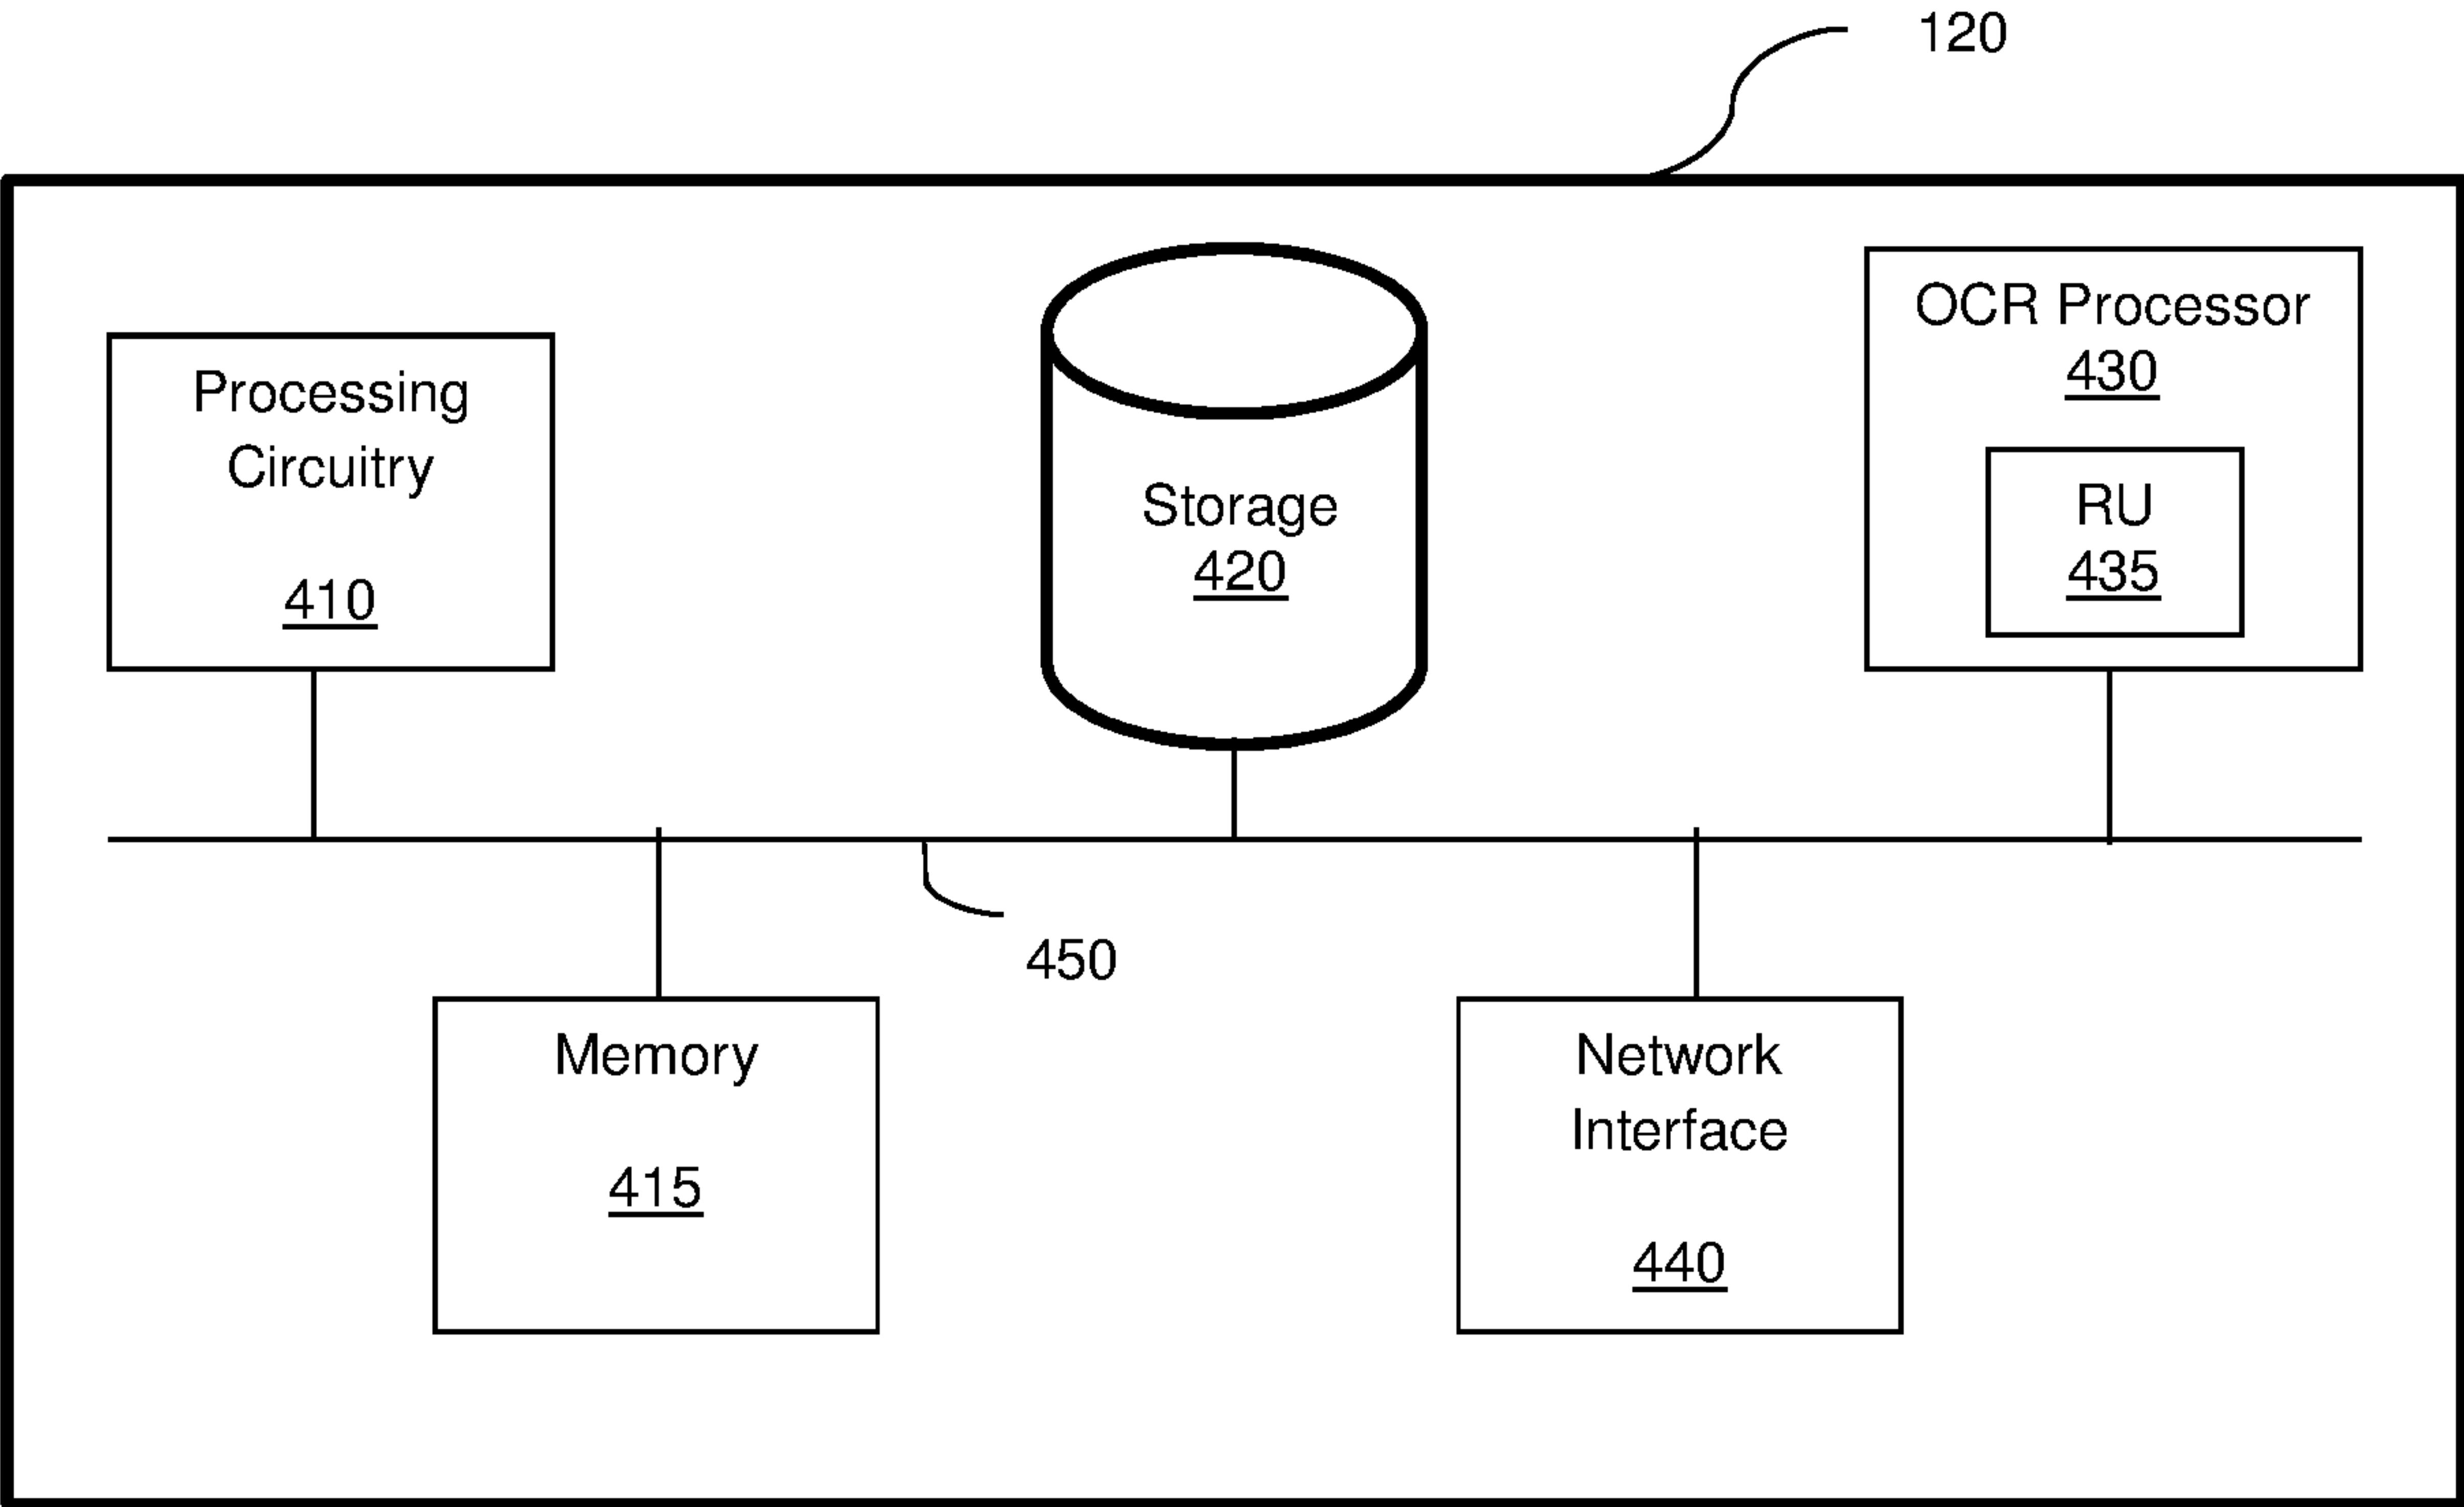 120
Processing
Circuitry
410
Storage
420
OCR Processor
430
RU
435
450
Memory
415
Network
Interface
440